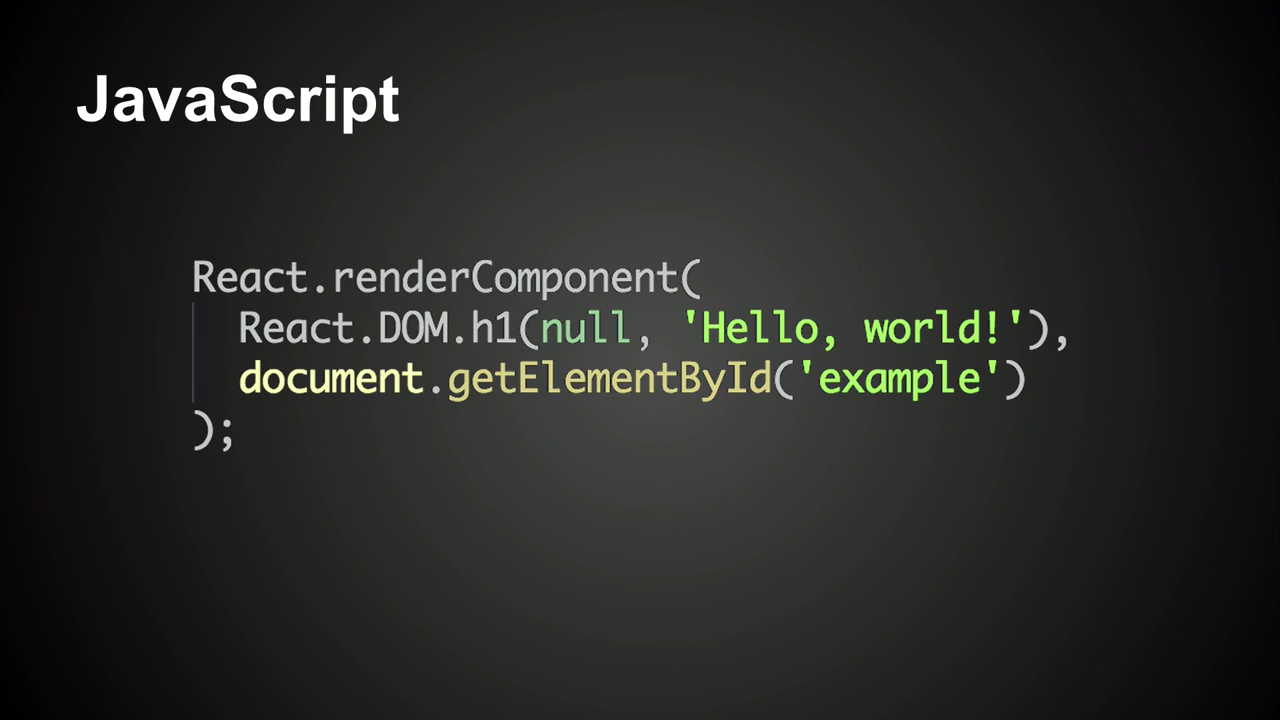 JavaScript
React.renderComponent(
  React.DOM.h1(null, 'Hello, world!'),
  document.getElementById('example')
);